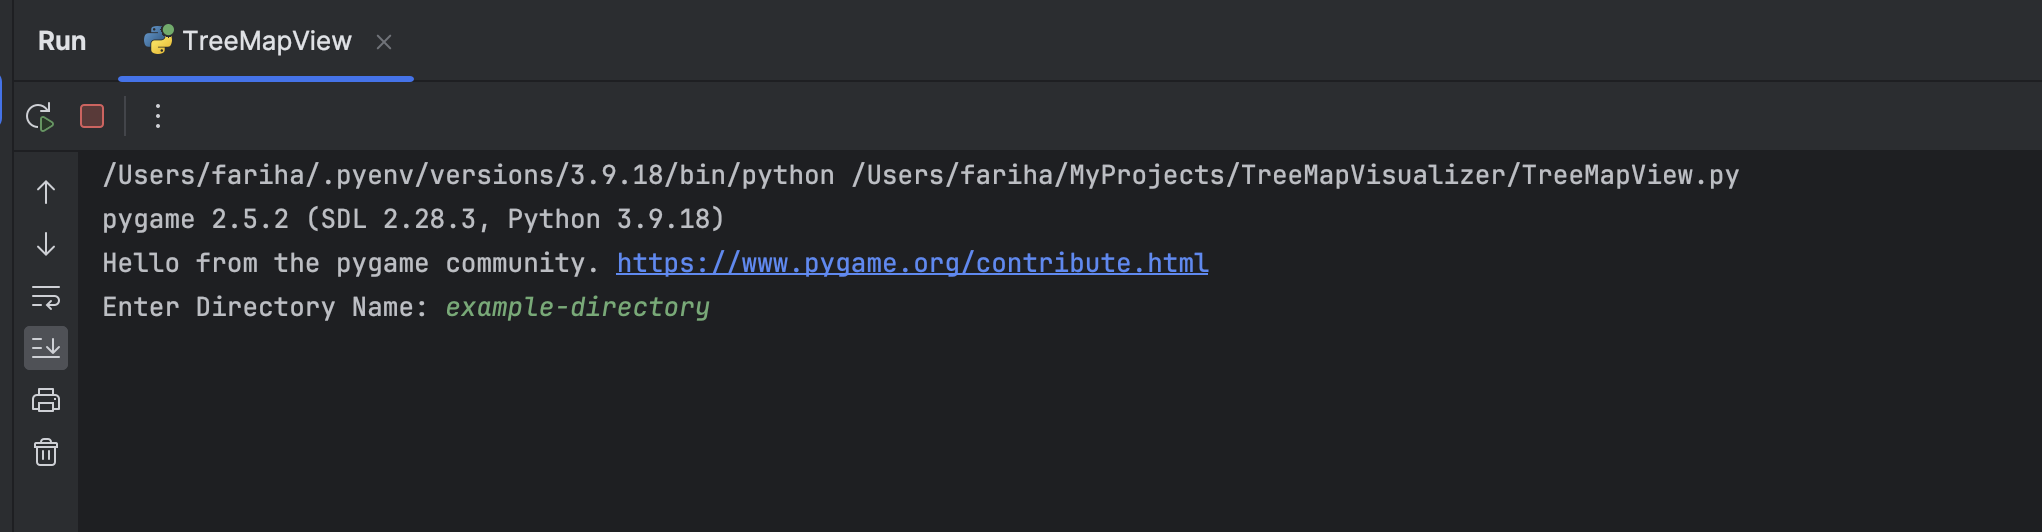 Run TreeMapView
/Users/fariha/.pyenv/versions/3.9.18/bin/python /Users/fariha/MyProjects/TreeMapVisualizer/TreeMapView.py
pygame 2.5.2 (SDL 2.28.3, Python 3.9.18)
Hello from the pygame community. https://www.pygame.org/contribute.html
Enter Directory Name: example-directory